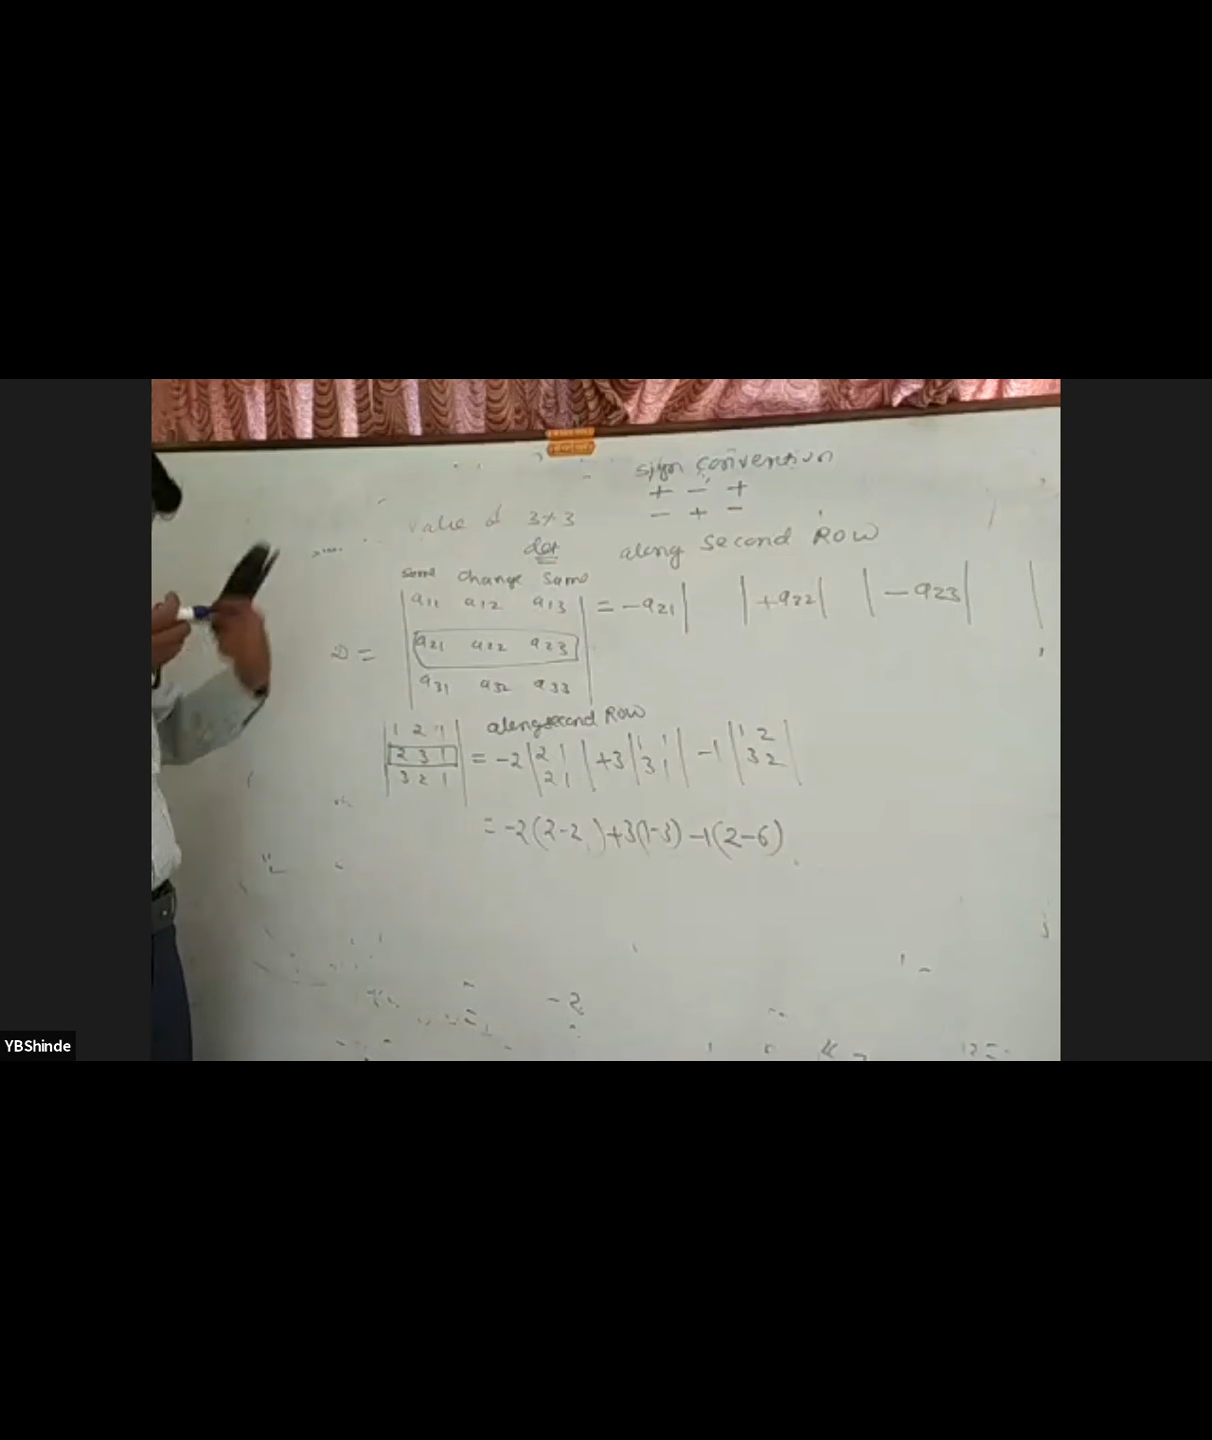 sign convention
+ - +
- + -
value of 3×3
det
along second ROW
same change same
| a11 a12 a13 | = -a21 | | +a22 | | -a23 | |
D = | a21 a22 a23 |
| a31 a32 a33 |
along second ROW
| 1 2 1 |
| 2 3 1 | = -2 | 2 1 | +3 | 1 1 | -1 | 1 2 |
| 3 2 1 | | 2 1 | | 3 1 | | 3 2 |
= -2(2-2) +3(1-3) -1(2-6)
-2
YBShinde